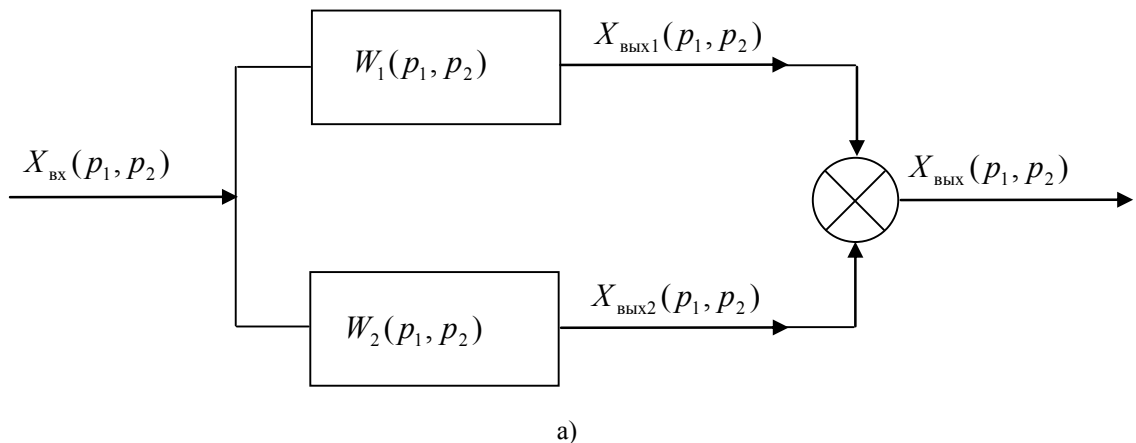 W₁(p₁, p₂)
X_вых1(p₁, p₂)
X_вх(p₁, p₂)
X_вых(p₁, p₂)
W₂(p₁, p₂)
X_вых2(p₁, p₂)
а)